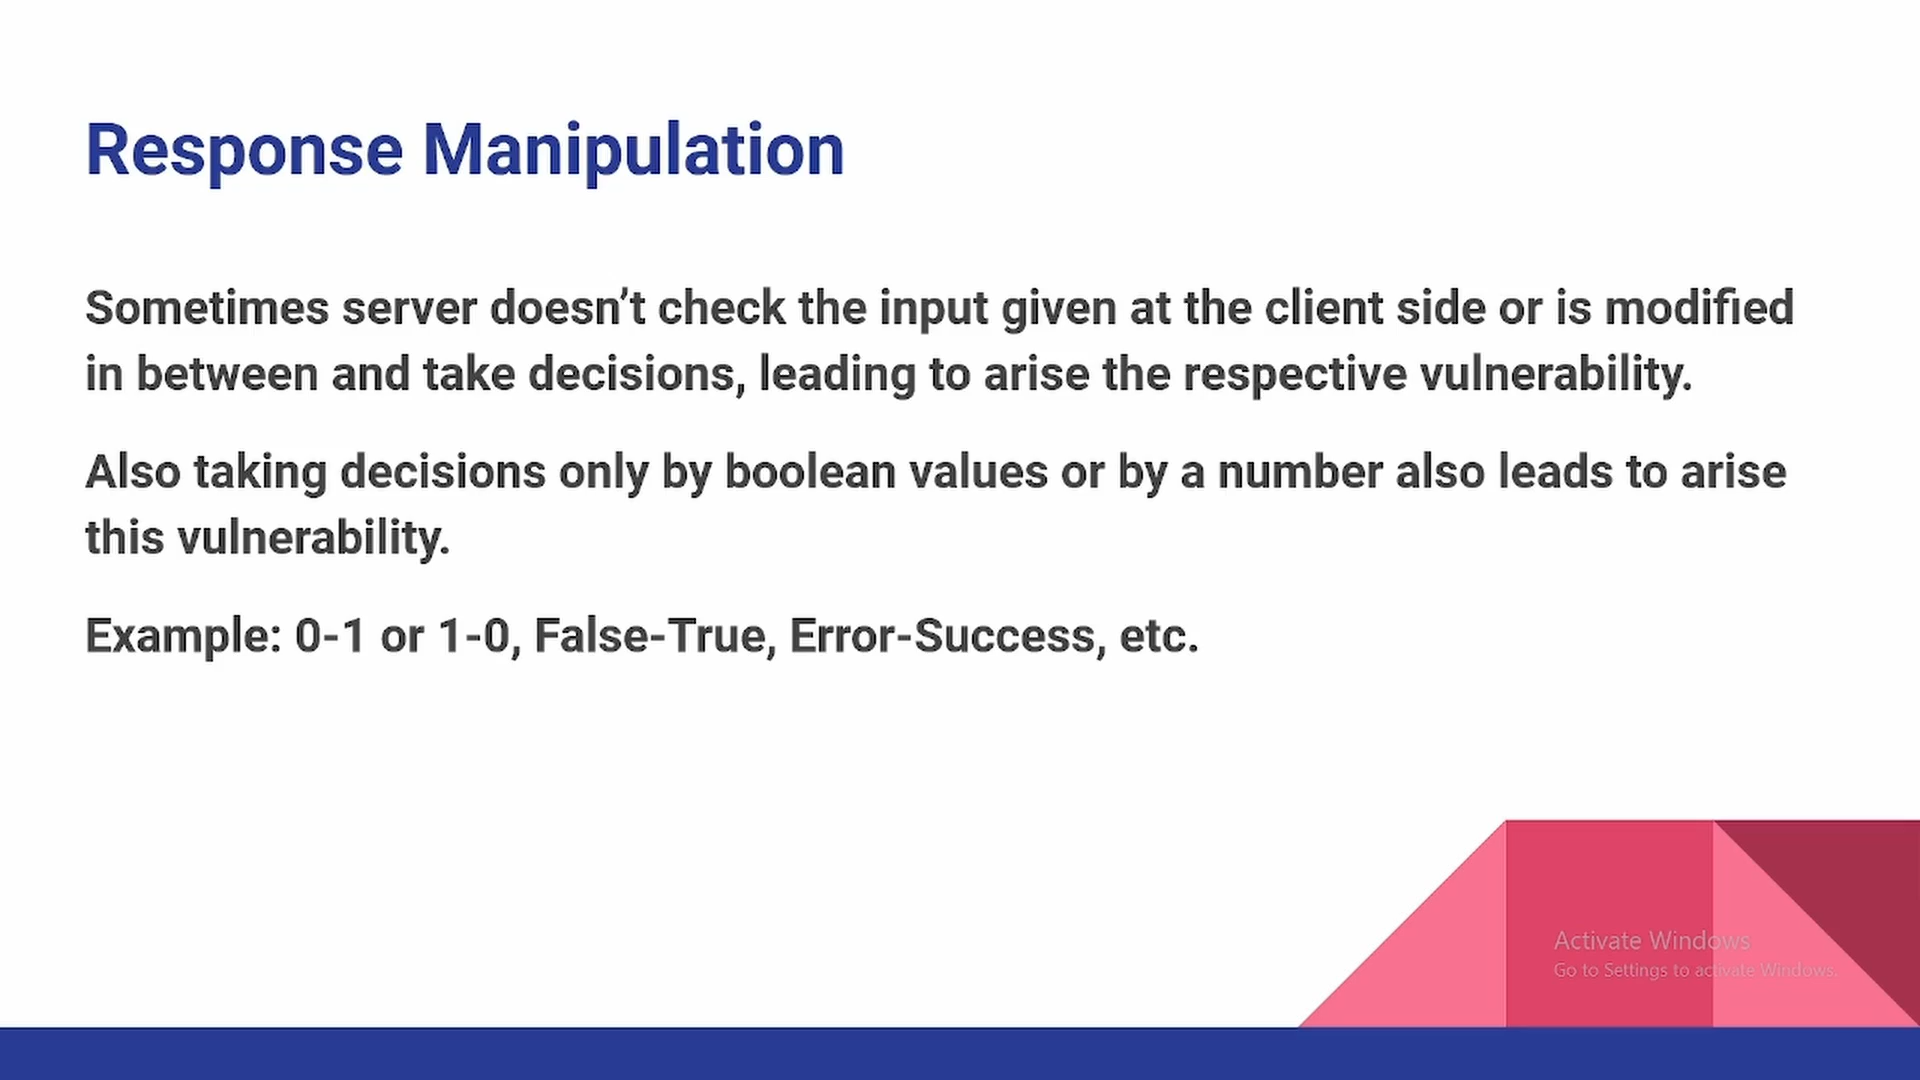 Response Manipulation
Sometimes server doesn’t check the input given at the client side or is modified
in between and take decisions, leading to arise the respective vulnerability.
Also taking decisions only by boolean values or by a number also leads to arise
this vulnerability.
Example: 0-1 or 1-0, False-True, Error-Success, etc.
Activate Windows
Go to Settings to activate Windows.